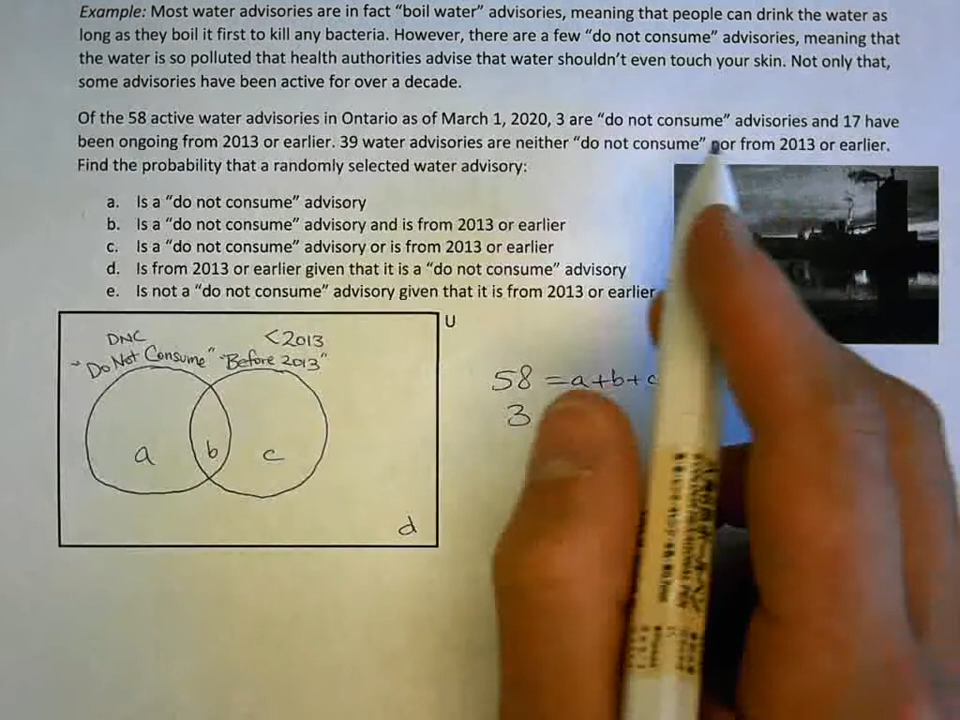 Example: Most water advisories are in fact “boil water” advisories, meaning that people can drink the water as
long as they boil it first to kill any bacteria. However, there are a few “do not consume” advisories, meaning that
the water is so polluted that health authorities advise that water shouldn’t even touch your skin. Not only that,
some advisories have been active for over a decade.
Of the 58 active water advisories in Ontario as of March 1, 2020, 3 are “do not consume” advisories and 17 have
been ongoing from 2013 or earlier. 39 water advisories are neither “do not consume” nor from 2013 or earlier.
Find the probability that a randomly selected water advisory:
a. Is a “do not consume” advisory
b. Is a “do not consume” advisory and is from 2013 or earlier
c. Is a “do not consume” advisory or is from 2013 or earlier
d. Is from 2013 or earlier given that it is a “do not consume” advisory
e. Is not a “do not consume” advisory given that it is from 2013 or earlier
U
DNC <2013
"Do Not Consume" "Before 2013"
58 = a+b+c
3
a b c
d